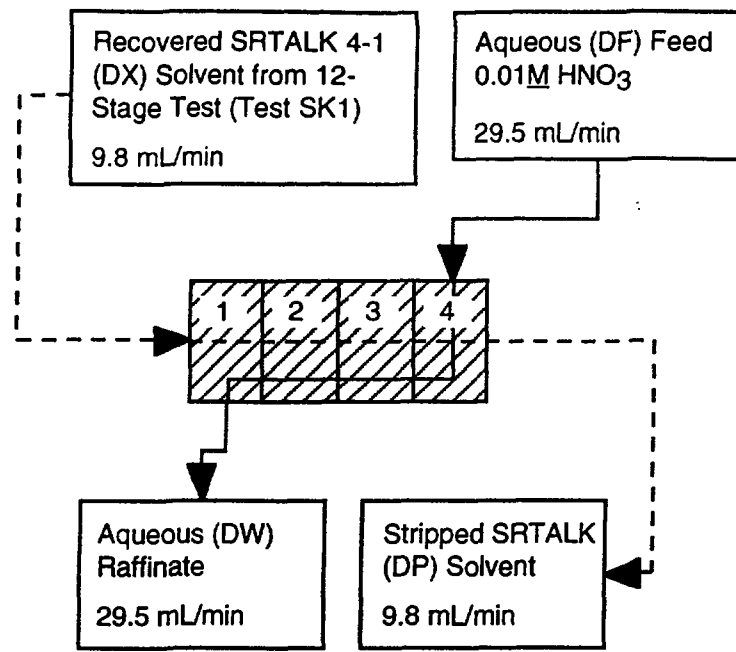 Recovered SRTALK 4-1
(DX) Solvent from 12-
Stage Test (Test SK1)
9.8 mL/min
Aqueous (DF) Feed
0.01M HNO3
29.5 mL/min
1 2 3 4
Aqueous (DW)
Raffinate
29.5 mL/min
Stripped SRTALK
(DP) Solvent
9.8 mL/min